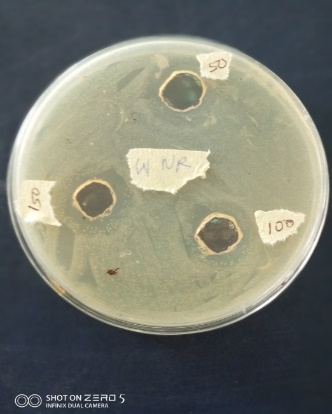 50
W NR
150
100
SHOT ON ZERO 5
INFINIX DUAL CAMERA